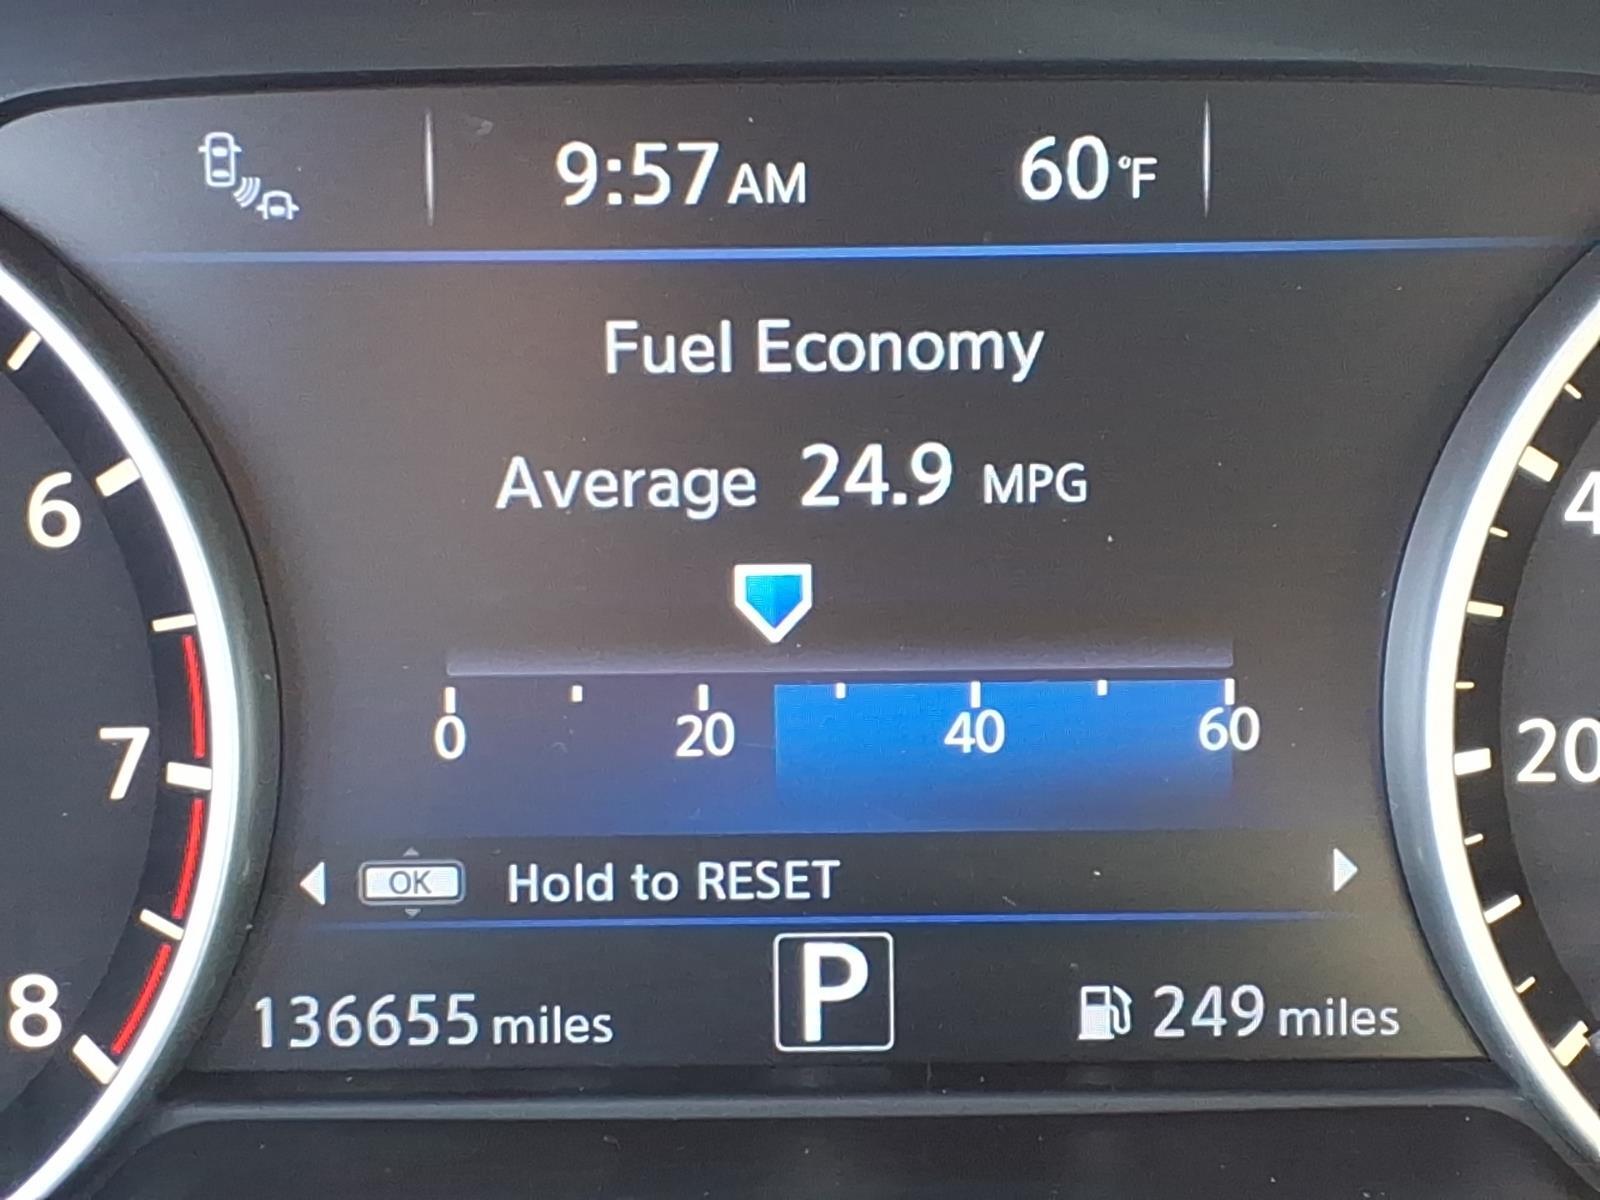 9:57 AM 60 °F
Fuel Economy
Average 24.9 MPG
6
4
0 20 40 60
7
20
OK Hold to RESET
P
8
136655 miles 249 miles